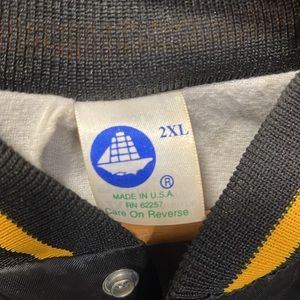 2XL
®
MADE IN U.S.A.
RN 62257
Care On Reverse